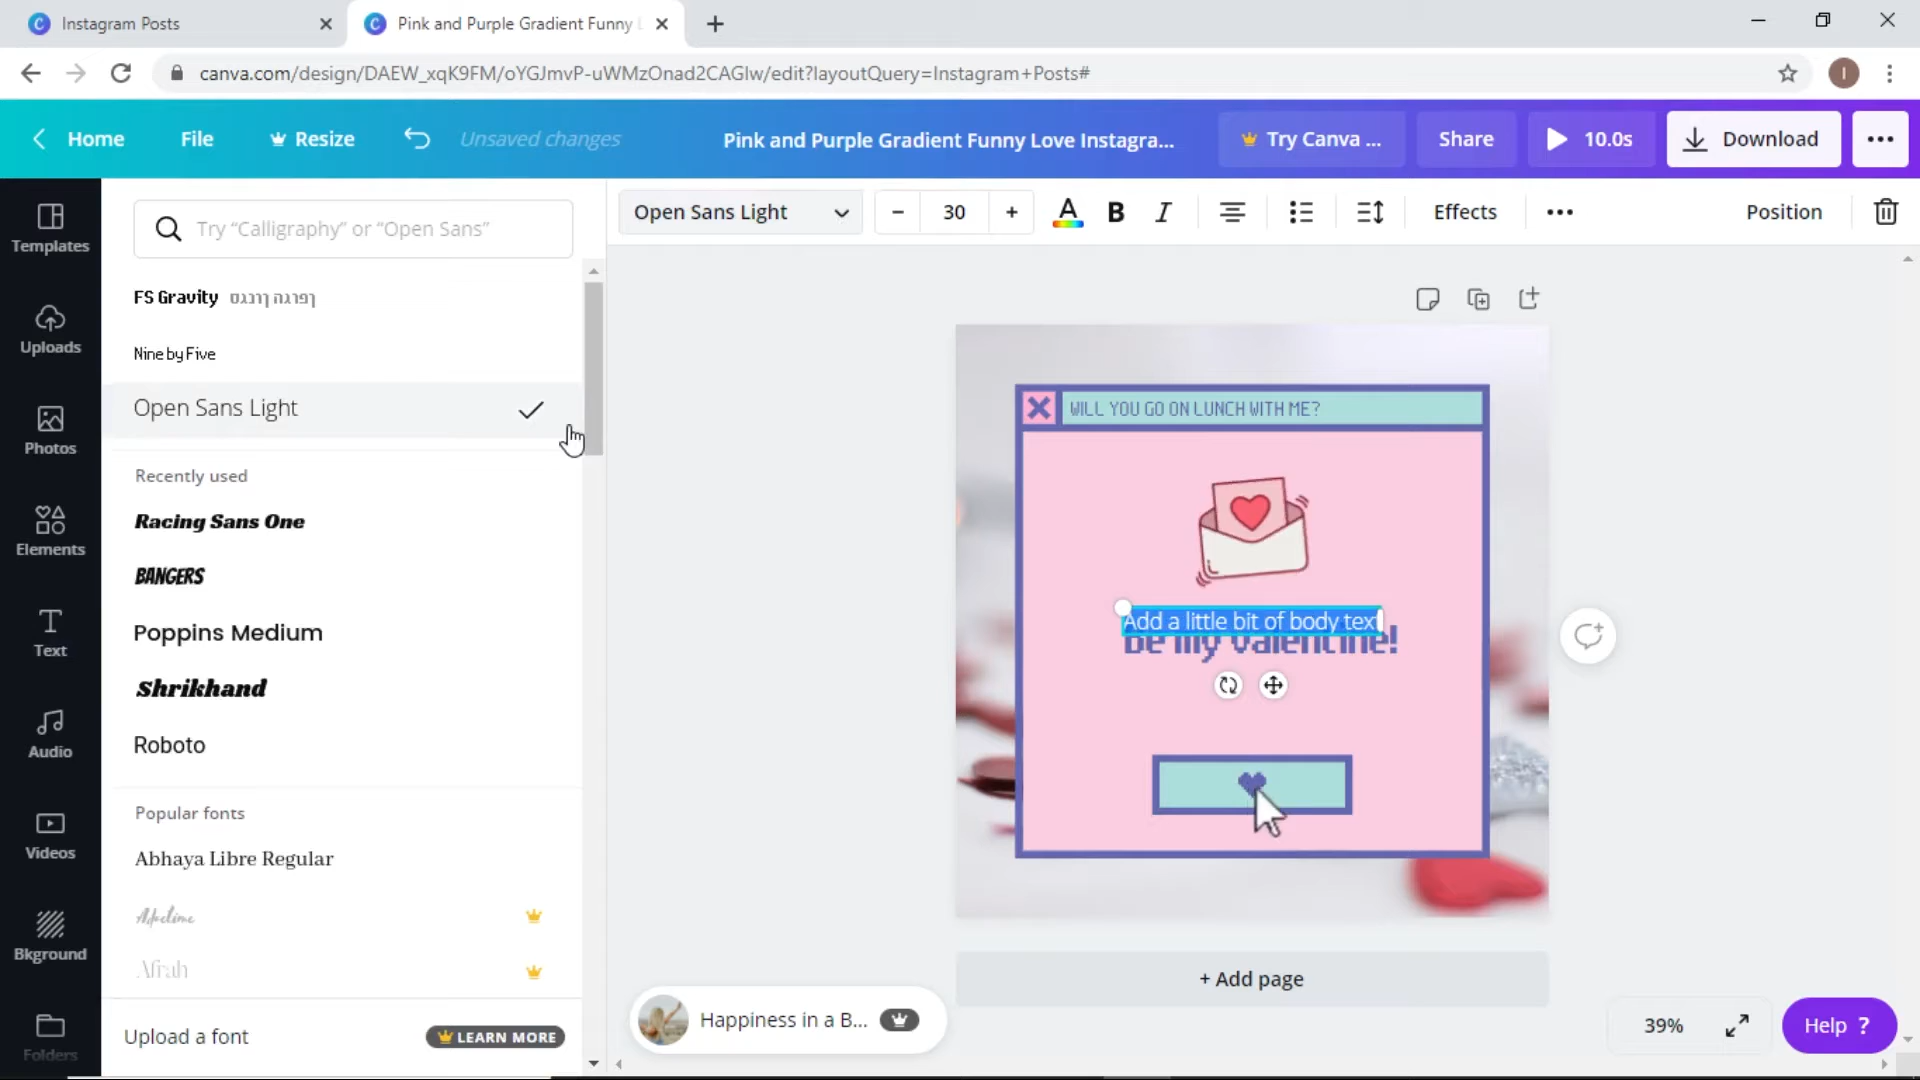 Instagram Posts
Pink and Purple Gradient Funny L
canva.com/design/DAEW_xqK9FM/oYGJmvP-uWMzOnad2CAGlw/edit?layoutQuery=Instagram+Posts#
I
Home
File
Resize
Unsaved changes
Pink and Purple Gradient Funny Love Instagra...
Try Canva ...
Share
10.0s
Download
Templates
Uploads
Photos
Elements
Text
Audio
Videos
Bkground
Folders
Try “Calligraphy” or “Open Sans”
FS Gravity
Nine by Five
Open Sans Light
Recently used
Racing Sans One
BANGERS
Poppins Medium
Shrikhand
Roboto
Popular fonts
Abhaya Libre Regular
Afrah
Upload a font
LEARN MORE
Open Sans Light
− 30 +
A B I
Effects
Position
WILL YOU GO ON LUNCH WITH ME?
Add a little bit of body text
Be my valentine!
+ Add page
Happiness in a B...
39%
Help ?